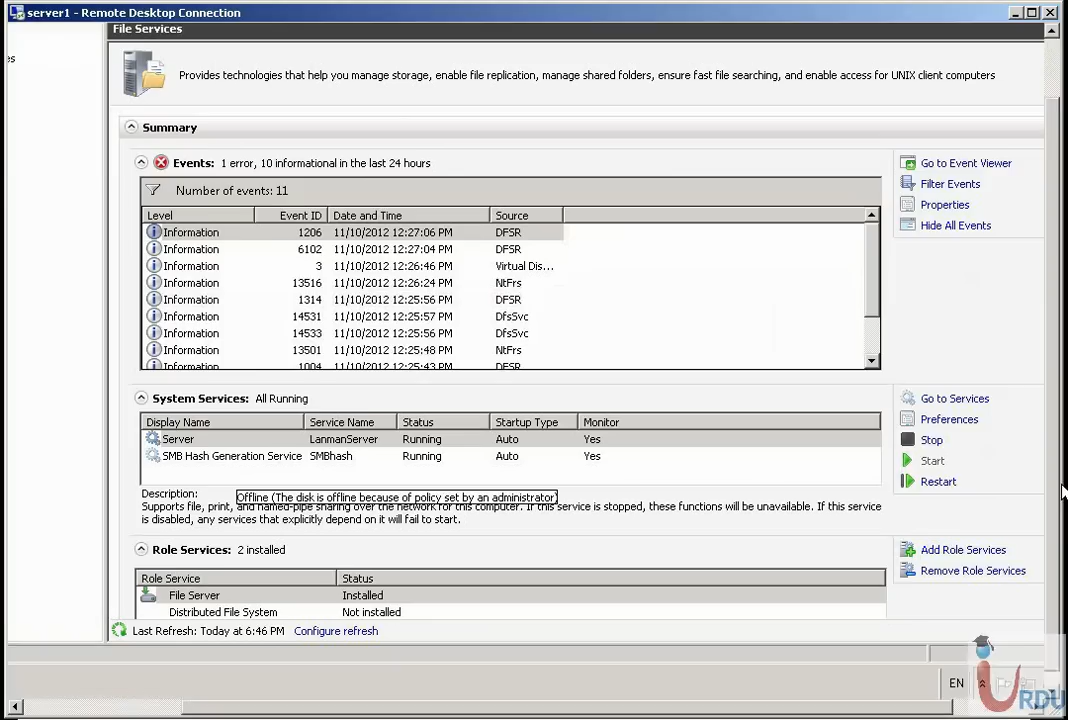 server1 - Remote Desktop Connection
File Services
es
Provides technologies that help you manage storage, enable file replication, manage shared folders, ensure fast file searching, and enable access for UNIX client computers
Summary
Events: 1 error, 10 informational in the last 24 hours
Go to Event Viewer
Number of events: 11
Filter Events
Properties
Hide All Events
Level Event ID Date and Time Source
Information 1206 11/10/2012 12:27:06 PM DFSR
Information 6102 11/10/2012 12:27:04 PM DFSR
Information 3 11/10/2012 12:26:46 PM Virtual Dis...
Information 13516 11/10/2012 12:26:24 PM NtFrs
Information 1314 11/10/2012 12:25:56 PM DFSR
Information 14531 11/10/2012 12:25:57 PM DfsSvc
Information 14533 11/10/2012 12:25:56 PM DfsSvc
Information 13501 11/10/2012 12:25:48 PM NtFrs
Information 1004 11/10/2012 12:25:43 PM DFSR
System Services: All Running
Go to Services
Preferences
Stop
Start
Restart
Display Name Service Name Status Startup Type Monitor
Server LanmanServer Running Auto Yes
SMB Hash Generation Service SMBhash Running Auto Yes
Description:
Offline (The disk is offline because of policy set by an administrator)
Supports file, print, and named-pipe sharing over the network for this computer. If this service is stopped, these functions will be unavailable. If this service
is disabled, any services that explicitly depend on it will fail to start.
Role Services: 2 installed
Add Role Services
Remove Role Services
Role Service Status
File Server Installed
Distributed File System Not installed
Last Refresh: Today at 6:46 PM Configure refresh
EN
URDU